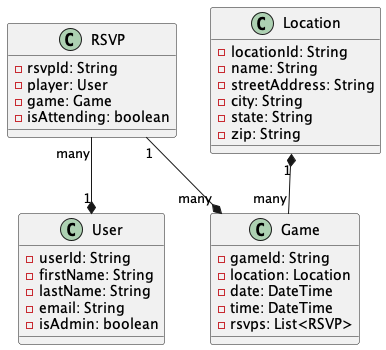 C RSVP
rsvpId: String
player: User
game: Game
isAttending: boolean
C Location
locationId: String
name: String
streetAddress: String
city: String
state: String
zip: String
many
1
1
many
1
many
C User
userId: String
firstName: String
lastName: String
email: String
isAdmin: boolean
C Game
gameId: String
location: Location
date: DateTime
time: DateTime
rsvps: List<RSVP>